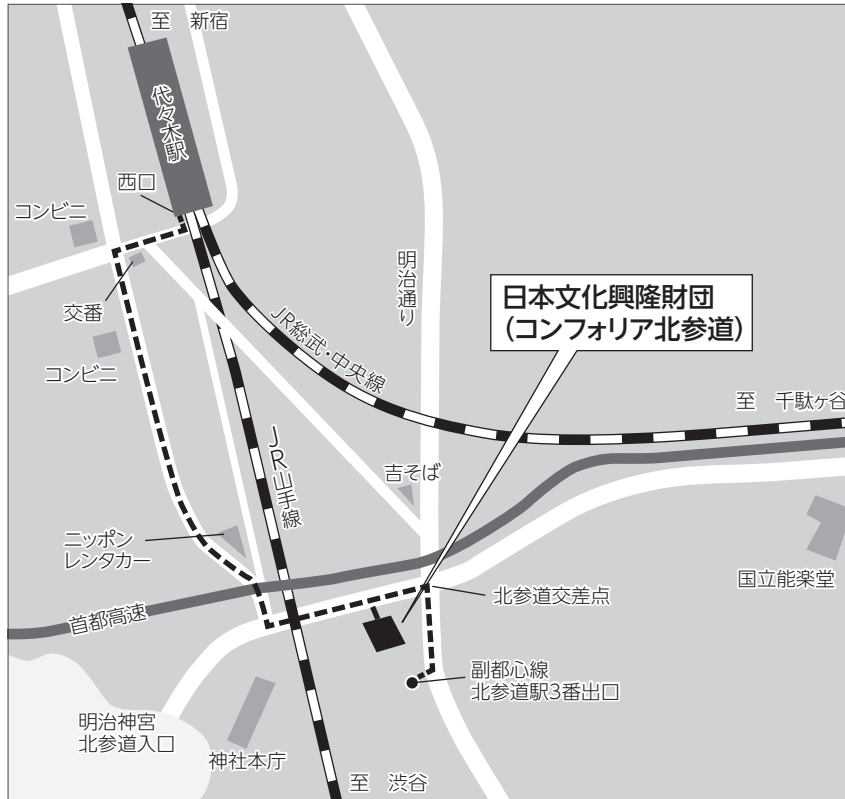 至 新宿
代々木駅
西口
コンビニ
交番
コンビニ
明治通り
日本文化興隆財団
(コンフォリア北参道)
JR総武・中央線
至 千駄ヶ谷
JR山手線
吉そば
ニッポン
レンタカー
国立能楽堂
北参道交差点
首都高速
副都心線
北参道駅3番出口
明治神宮
北参道入口
神社本庁
至 渋谷